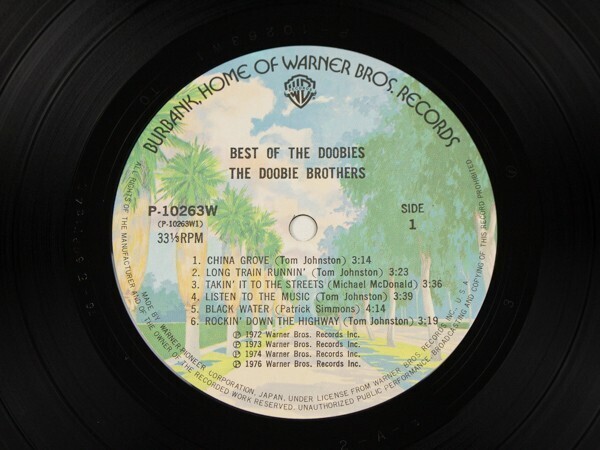 BURBANK, HOME OF WARNER BROS. RECORDS
BEST OF THE DOOBIES
THE DOOBIE BROTHERS
P-10263W
(P-10263W1)
33⅓RPM
SIDE
1
1. CHINA GROVE (Tom Johnston) 3:14
2. LONG TRAIN RUNNIN' (Tom Johnston) 3:23
3. TAKIN' IT TO THE STREETS (Michael McDonald) 3:36
4. LISTEN TO THE MUSIC (Tom Johnston) 3:39
5. BLACK WATER (Patrick Simmons) 4:14
6. ROCKIN' DOWN THE HIGHWAY (Tom Johnston) 3:19
Ⓟ 1972 Warner Bros. Records Inc.
Ⓟ 1973 Warner Bros. Records Inc.
Ⓟ 1974 Warner Bros. Records Inc.
Ⓟ 1976 Warner Bros. Records Inc.
MADE BY WARNER-PIONEER CORPORATION, JAPAN, UNDER LICENSE FROM WARNER BROS. RECORDS INC., U.S.A.
ALL RIGHTS OF THE MANUFACTURER AND OF THE OWNER OF THE RECORDED WORK RESERVED. UNAUTHORIZED PUBLIC PERFORMANCE, BROADCASTING AND COPYING OF THIS RECORD PROHIBITED